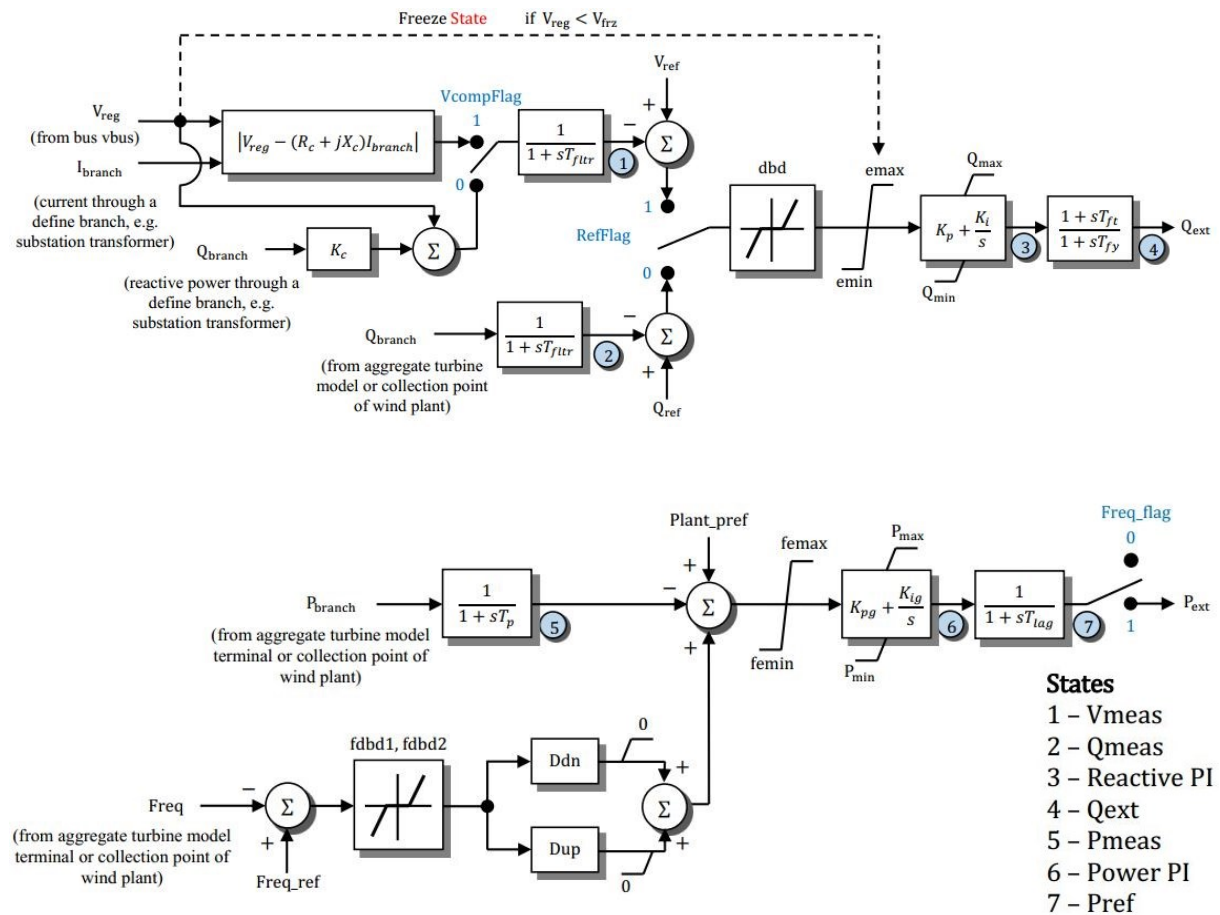 Freeze State if V_reg < V_frz
V_reg
(from bus vbus)
I_branch
(current through a
define branch, e.g.
substation transformer)
|V_reg − (R_c + jX_c)I_branch|
VcompFlag
1
0
1
1 + sT_fltr
1
V_ref
+
−
Σ
1
RefFlag
0
Q_branch
K_c
Σ
(reactive power through a
define branch, e.g.
substation transformer)
Q_branch
(from aggregate turbine
model or collection point
of wind plant)
1
1 + sT_fltr
2
−
Σ
+
Q_ref
dbd
emax
emin
Q_max
K_p + K_i
s
Q_min
3
1 + sT_ft
1 + sT_fy
4
Q_ext
Plant_pref
+
−
Σ
+
P_branch
(from aggregate turbine model
terminal or collection point of
wind plant)
1
1 + sT_p
5
femax
femin
P_max
K_pg + K_ig
s
P_min
6
1
1 + sT_lag
7
Freq_flag
0
1
P_ext
Freq
(from aggregate turbine model
terminal or collection point of
wind plant)
−
Σ
+
Freq_ref
fdbd1, fdbd2
Ddn
0
+
Σ
Dup
0
+
States
1 – Vmeas
2 – Qmeas
3 – Reactive PI
4 – Qext
5 – Pmeas
6 – Power PI
7 – Pref